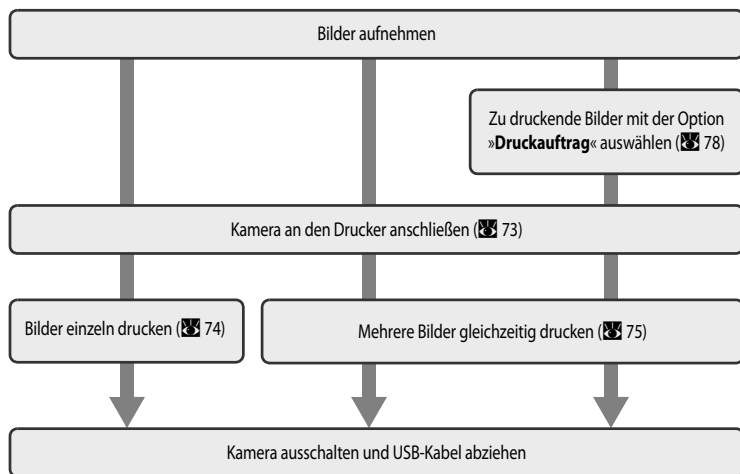 Bilder aufnehmen
Zu druckende Bilder mit der Option
»Druckauftrag« auswählen ( 78)
Kamera an den Drucker anschließen ( 73)
Bilder einzeln drucken ( 74)
Mehrere Bilder gleichzeitig drucken ( 75)
Kamera ausschalten und USB-Kabel abziehen